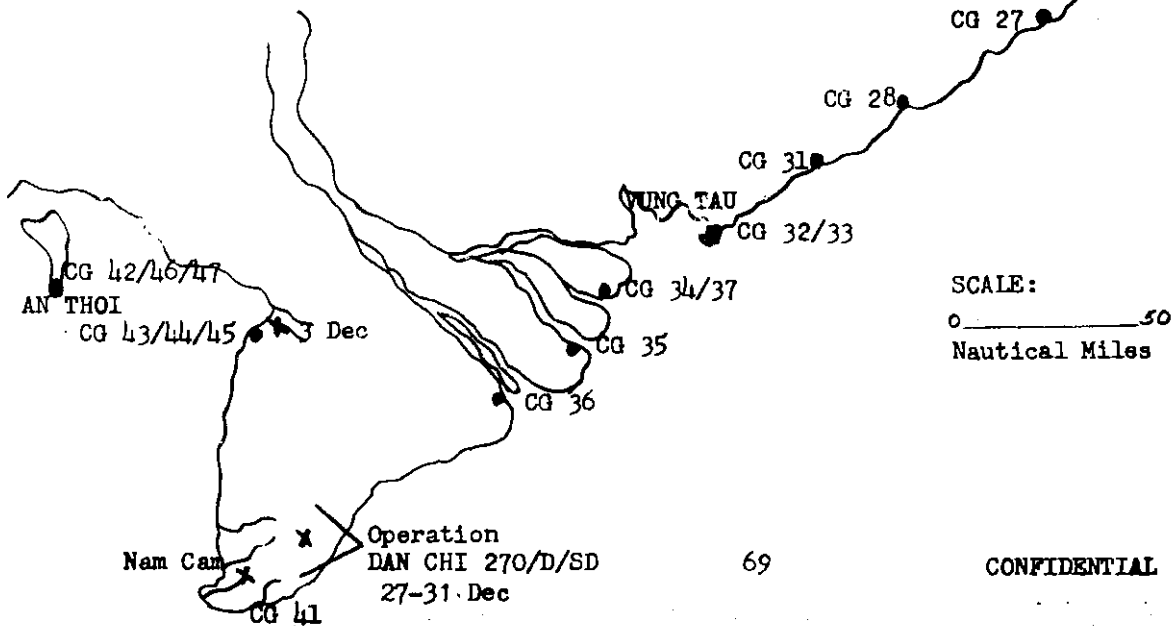 CG 27
CG 28
CG 31
VUNG TAU
CG 32/33
CG 42/46/47
AN THOI
CG 34/37
SCALE:
0 50
Nautical Miles
CG 43/44/45
3 Dec
CG 35
CG 36
Operation
Nam Can
DAN CHI 270/D/SD
69
CONFIDENTIAL
27-31 Dec
CG 41